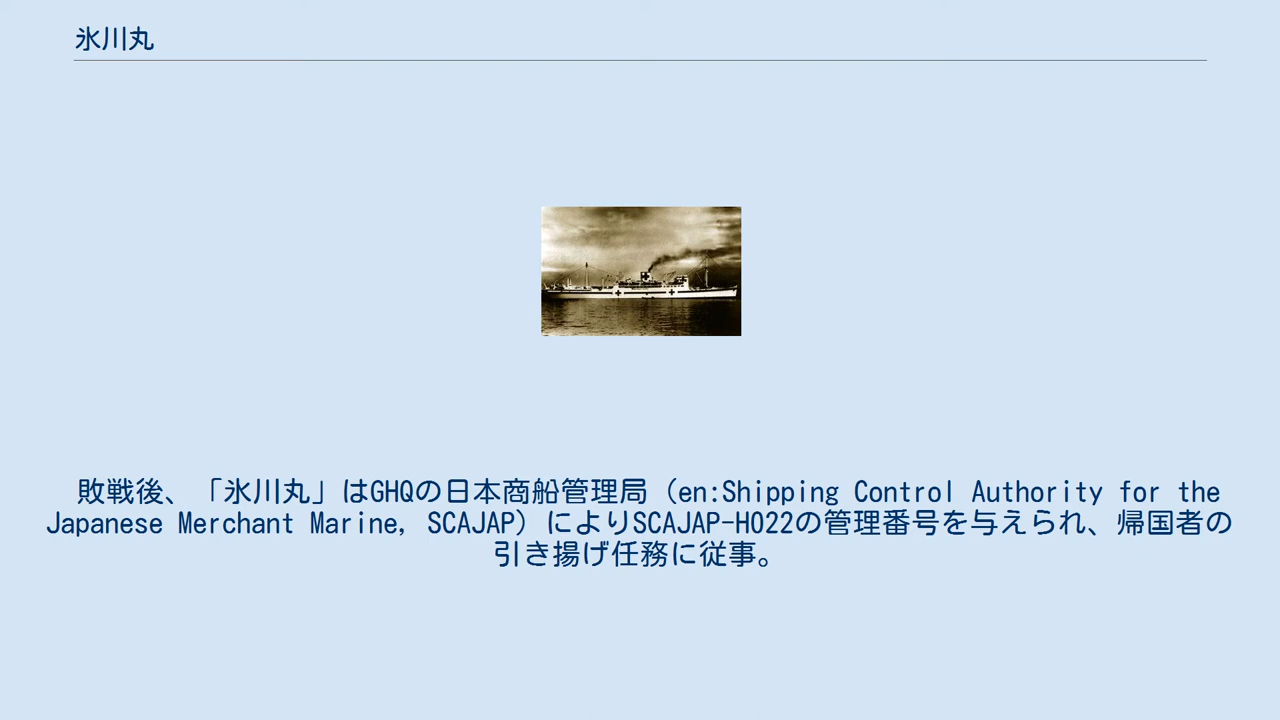 氷川丸
敗戦後、「氷川丸」はGHQの日本商船管理局（en:Shipping Control Authority for the
Japanese Merchant Marine, SCAJAP）によりSCAJAP-H022の管理番号を与えられ、帰国者の
引き揚げ任務に従事。